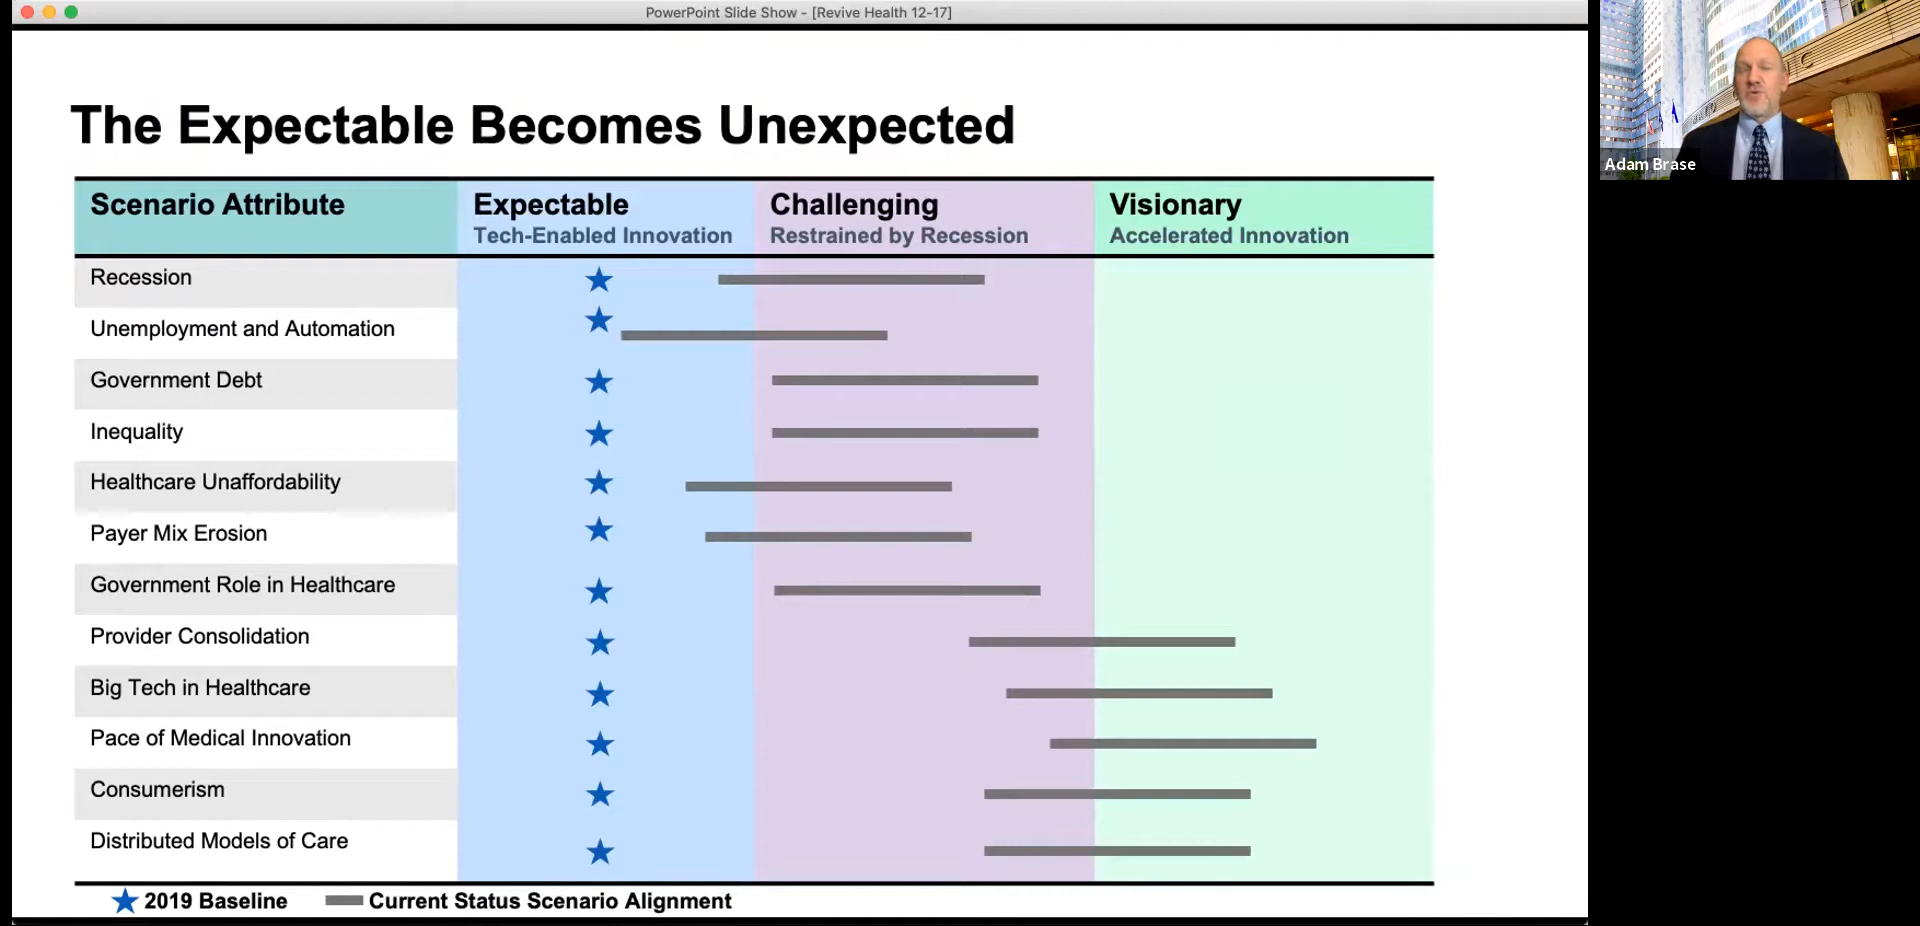 PowerPoint Slide Show - [Revive Health 12-17]
The Expectable Becomes Unexpected
Scenario Attribute
Expectable
Tech-Enabled Innovation
Challenging
Restrained by Recession
Visionary
Accelerated Innovation
Recession
Unemployment and Automation
Government Debt
Inequality
Healthcare Unaffordability
Payer Mix Erosion
Government Role in Healthcare
Provider Consolidation
Big Tech in Healthcare
Pace of Medical Innovation
Consumerism
Distributed Models of Care
2019 Baseline
Current Status Scenario Alignment
Adam Brase